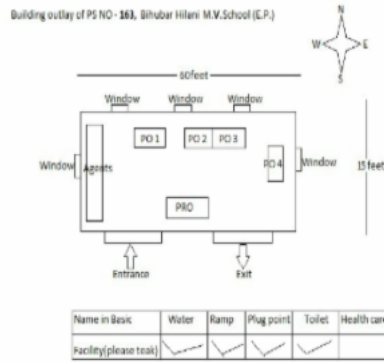 Building outlay of PS NO - 163, Bihubar Hilani M.V.School (E.P.)
N
W E
S
60feet
Window Window Window
PO 1 PO 2 PO 3
Window Agents PO 4 Window 15 feet
PRO
Entrance Exit
Name in Basic Water Ramp Plug point Toilet Health care
Facility(please teak)